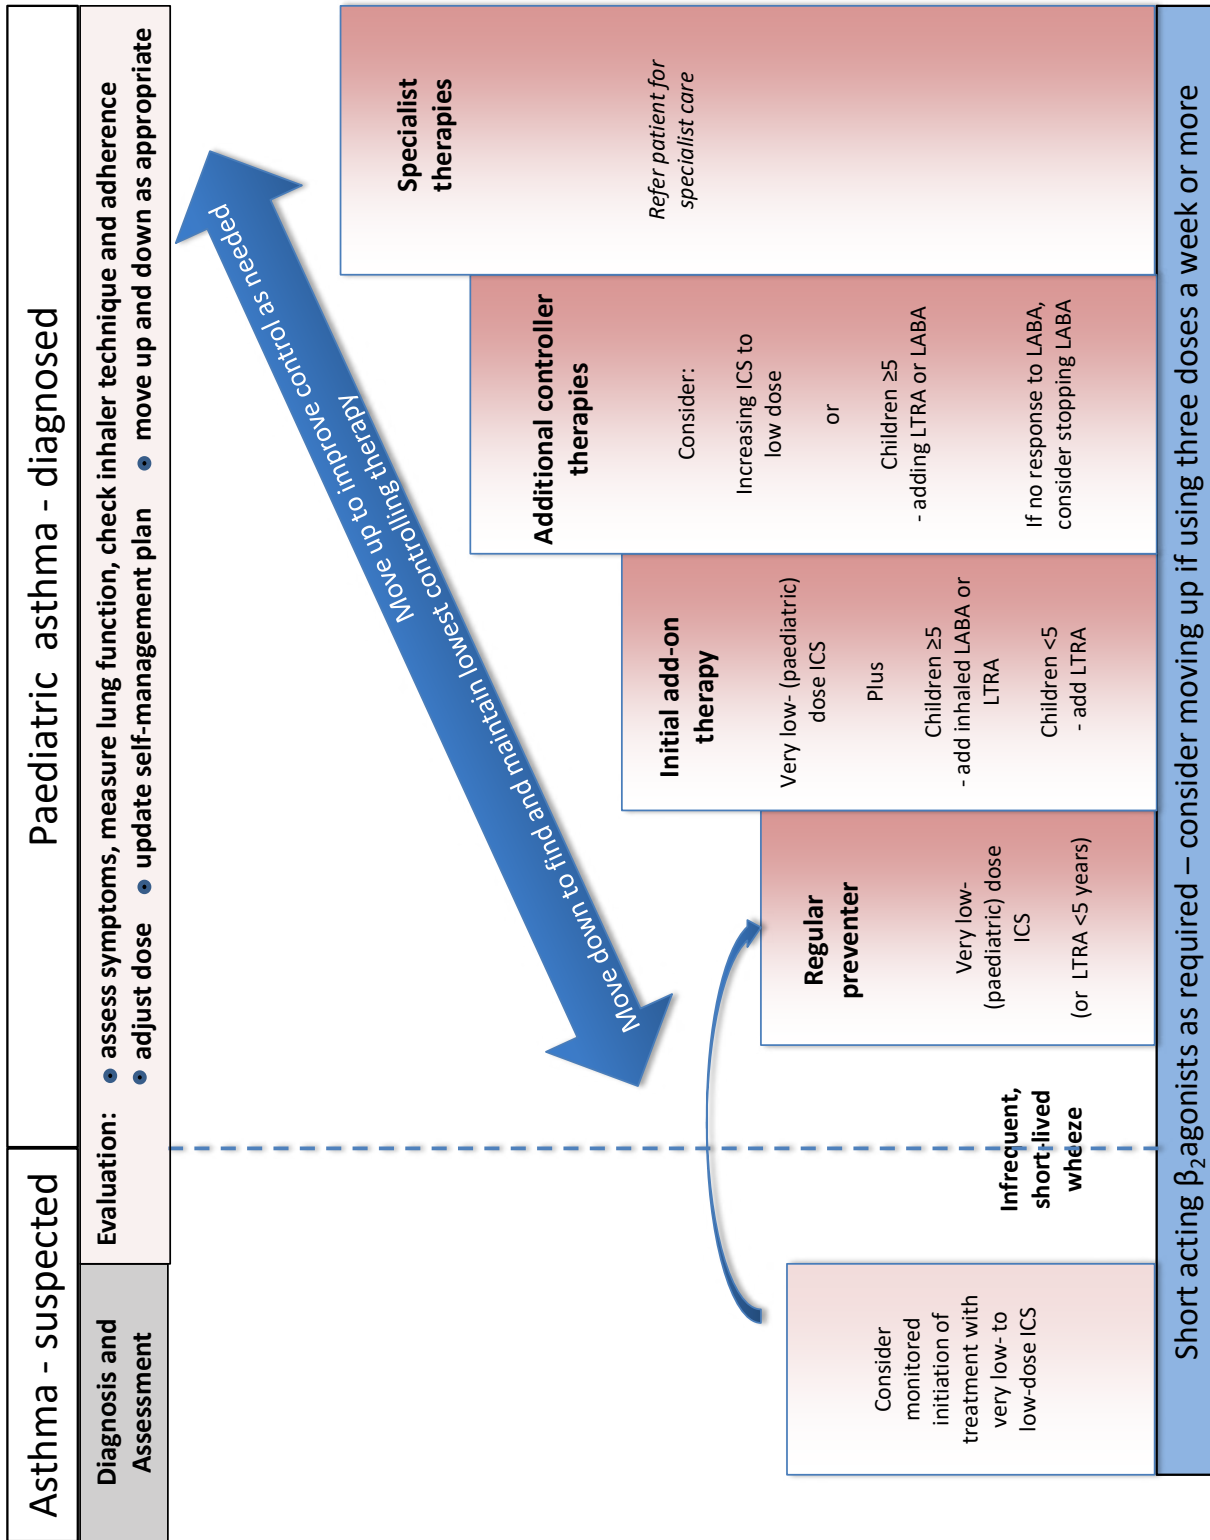 Asthma - suspected
Paediatric asthma - diagnosed
Diagnosis and
Assessment
Evaluation:
• assess symptoms, measure lung function, check inhaler technique and adherence
• adjust dose • update self-management plan • move up and down as appropriate
Move up to improve control as needed
Move down to find and maintain lowest controlling therapy
Consider
monitored
initiation of
treatment with
very low- to
low-dose ICS
Infrequent,
short-lived
wheeze
Regular
preventer
Very low-
(paediatric) dose
ICS
(or LTRA <5 years)
Initial add-on
therapy
Very low- (paediatric)
dose ICS
Plus
Children ≥5
- add inhaled LABA or
LTRA
Children <5
- add LTRA
Additional controller
therapies
Consider:
Increasing ICS to
low dose
or
Children ≥5
- adding LTRA or LABA
If no response to LABA,
consider stopping LABA
Specialist
therapies
Refer patient for
specialist care
Short acting β₂agonists as required – consider moving up if using three doses a week or more